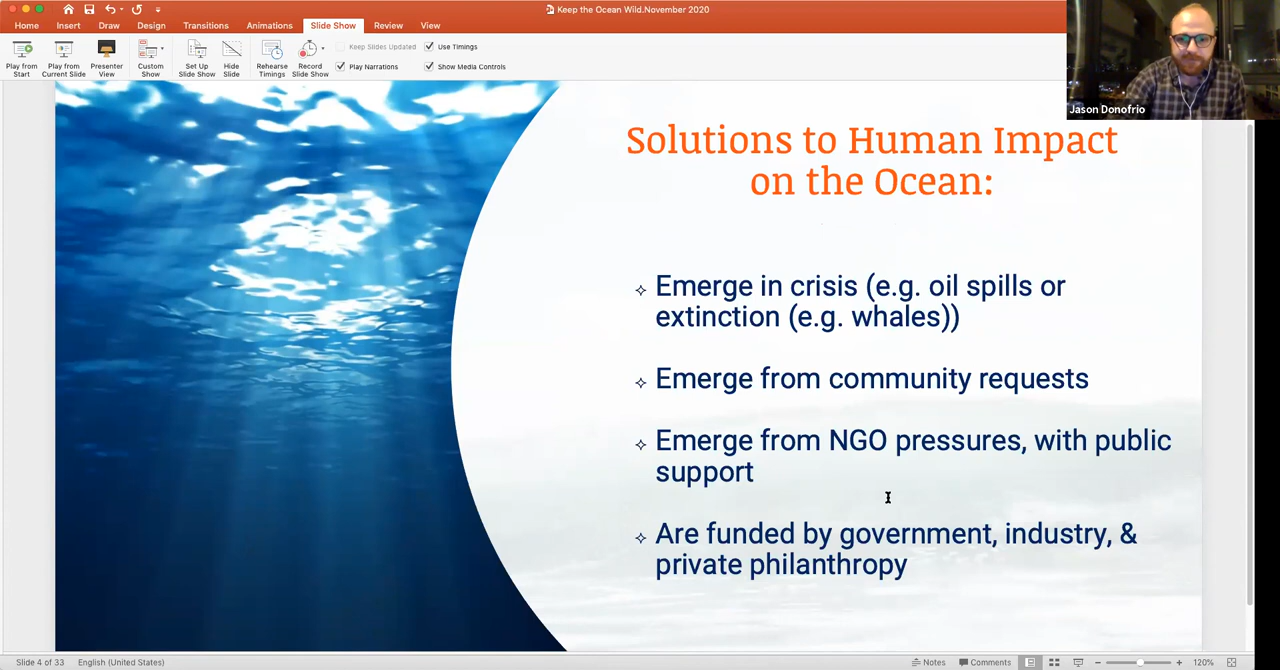 Keep the Ocean Wild.November 2020
Home Insert Draw Design Transitions Animations Slide Show Review View
Play from Start
Play from Current Slide
Presenter View
Custom Show
Set Up Slide Show
Hide Slide
Rehearse Timings
Record Slide Show
Keep Slides Updated
Use Timings
Play Narrations
Show Media Controls
Jason Donofrio
Solutions to Human Impact
on the Ocean:
Emerge in crisis (e.g. oil spills or
extinction (e.g. whales))
Emerge from community requests
Emerge from NGO pressures, with public
support
Are funded by government, industry, &
private philanthropy
Slide 4 of 33 English (United States) Notes Comments 120%